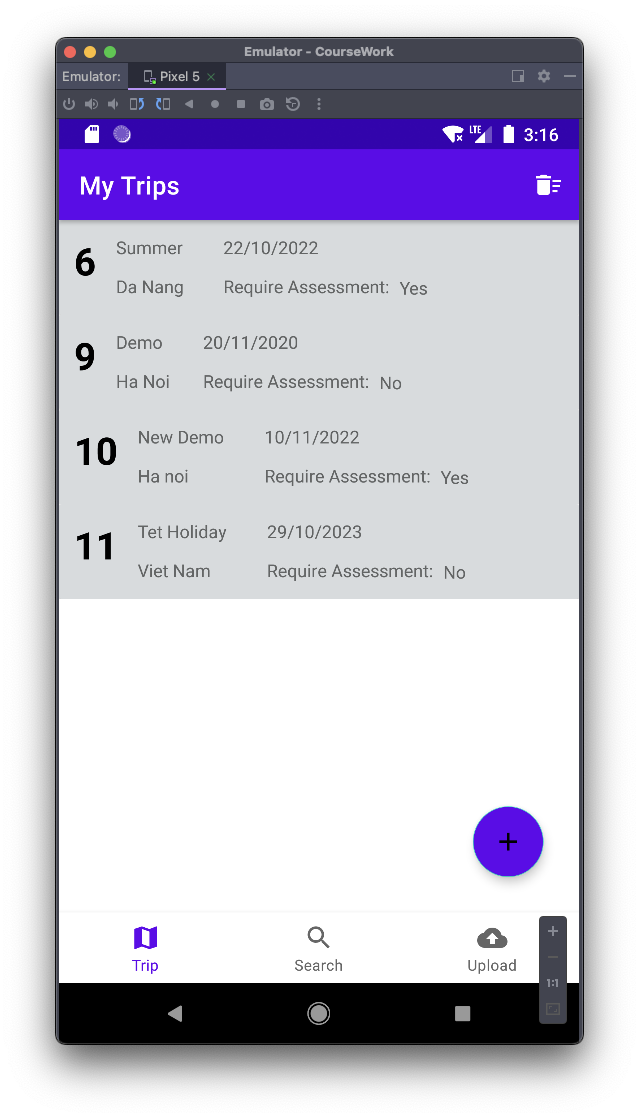 Emulator - CourseWork
Emulator: Pixel 5
LTE 3:16
My Trips
6 Summer 22/10/2022
Da Nang Require Assessment: Yes
9 Demo 20/11/2020
Ha Noi Require Assessment: No
10 New Demo 10/11/2022
Ha noi Require Assessment: Yes
11 Tet Holiday 29/10/2023
Viet Nam Require Assessment: No
+
Trip Search Upload
1:1